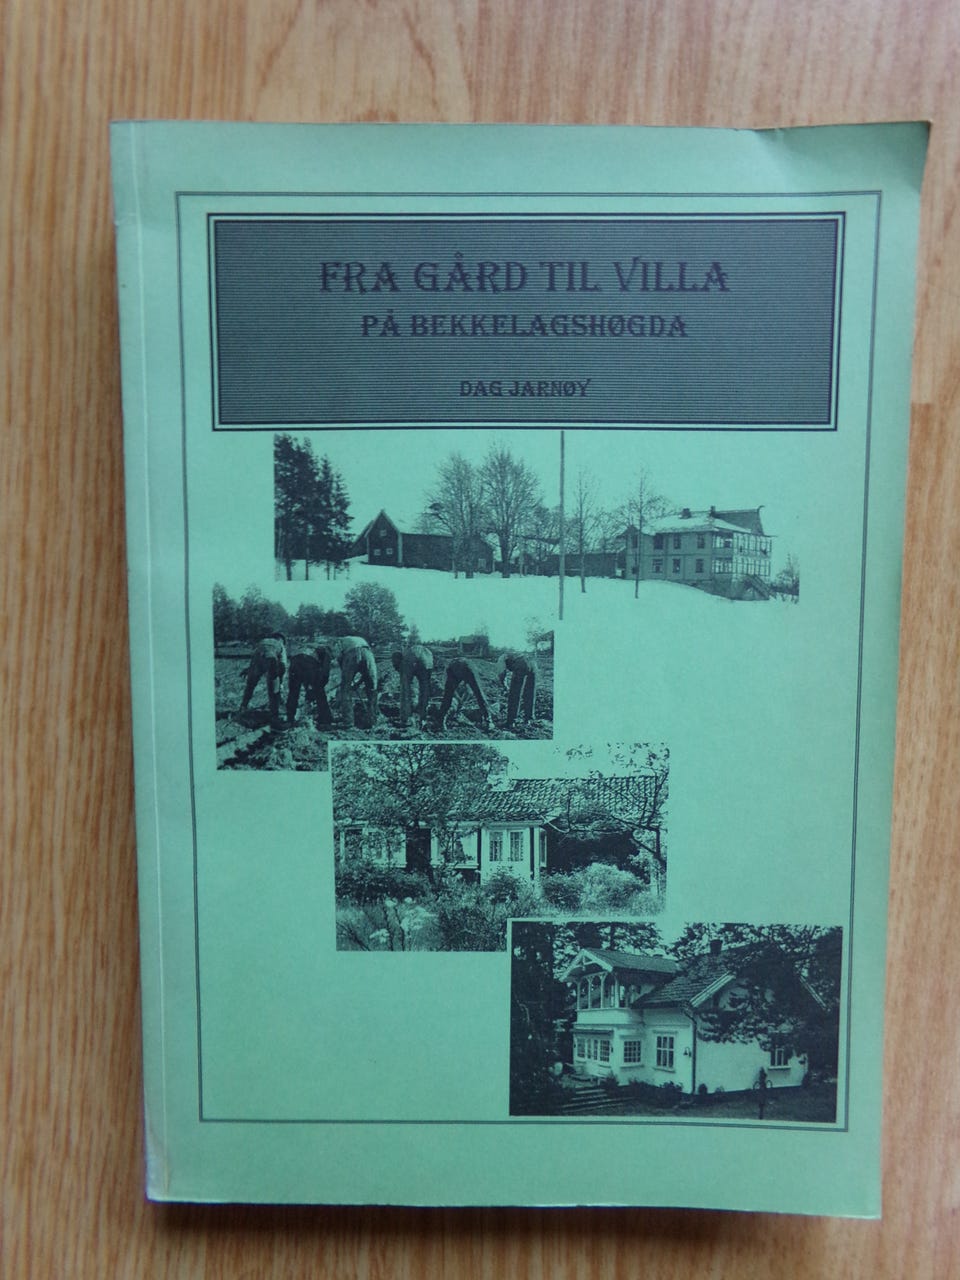 FRA GÅRD TIL VILLA
PÅ BEKKELAGSHØGDA
DAG JARNØY